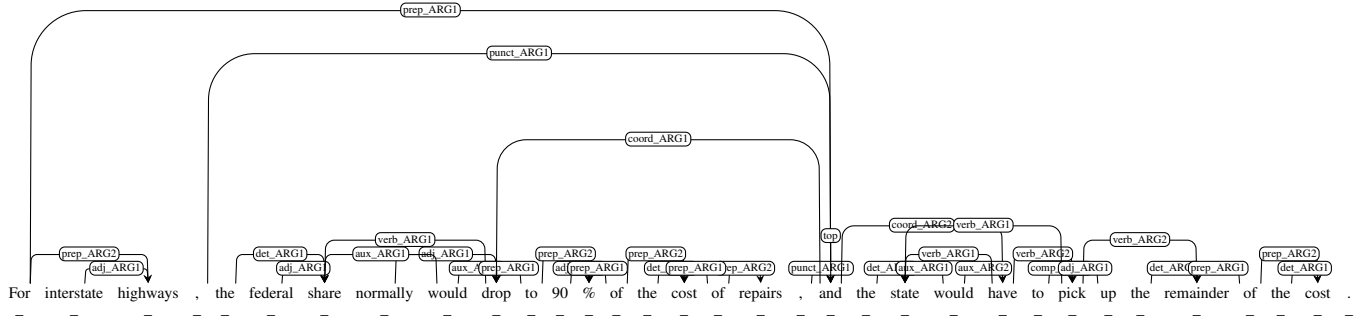 prep_ARG1
punct_ARG1
coord_ARG1
top
coord_ARG2 verb_ARG1
verb_ARG1 verb_ARG2
prep_ARG2 det_ARG1 aux_ARG1 adj_ARG1 prep_ARG2 prep_ARG2 verb_ARG1 verb_ARG2 prep_ARG2
adj_ARG1 adj_ARG1 prep_ARG1 prep_ARG1 prep_ARG1 punct_ARG1 aux_ARG1 aux_ARG2 adj_ARG1 prep_ARG1 det_ARG1
For interstate highways , the federal share normally would drop to 90 % of the cost of repairs , and the state would have to pick up the remainder of the cost .
_ _ _ _ _ _ _ _ _ _ _ _ _ _ _ _ _ _ _ _ _ _ _ _ _ _ _ _ _ _ _ _ _